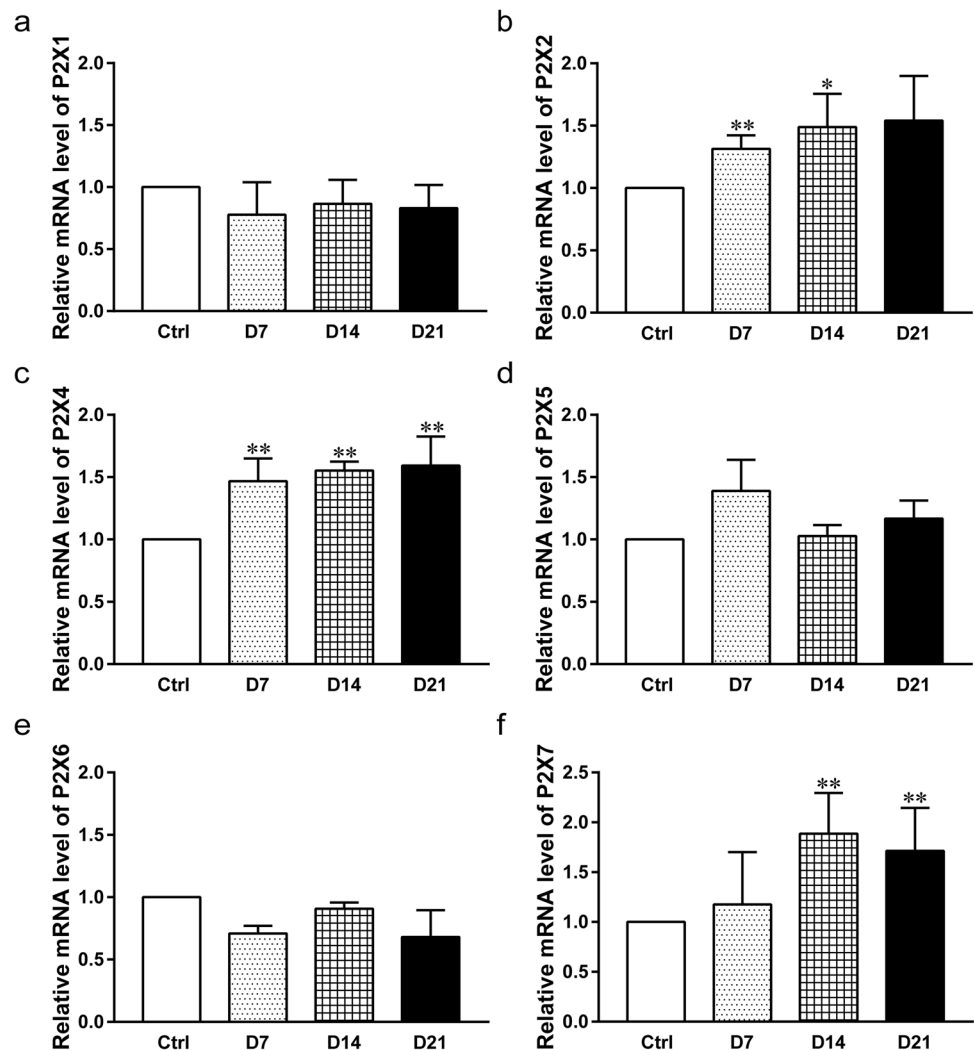 a
Relative mRNA level of P2X1
2.0
1.5
1.0
0.5
0.0
Ctrl D7 D14 D21
b
Relative mRNA level of P2X2
2.0
1.5
1.0
0.5
0.0
** *
Ctrl D7 D14 D21
c
Relative mRNA level of P2X4
2.0
1.5
1.0
0.5
0.0
** ** **
Ctrl D7 D14 D21
d
Relative mRNA level of P2X5
2.0
1.5
1.0
0.5
0.0
Ctrl D7 D14 D21
e
Relative mRNA level of P2X6
2.0
1.5
1.0
0.5
0.0
Ctrl D7 D14 D21
f
Relative mRNA level of P2X7
2.5
2.0
1.5
1.0
0.5
0.0
** **
Ctrl D7 D14 D21